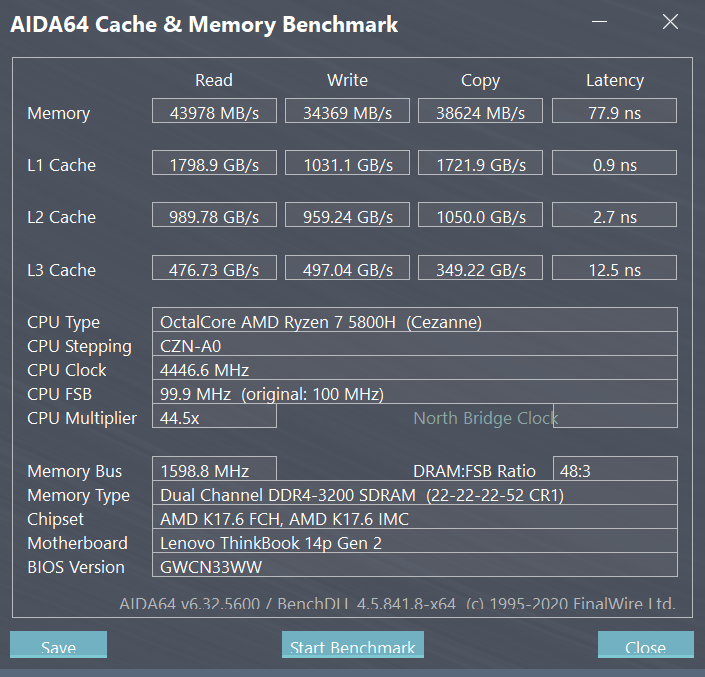 AIDA64 Cache & Memory Benchmark
Read Write Copy Latency
Memory 43978 MB/s 34369 MB/s 38624 MB/s 77.9 ns
L1 Cache 1798.9 GB/s 1031.1 GB/s 1721.9 GB/s 0.9 ns
L2 Cache 989.78 GB/s 959.24 GB/s 1050.0 GB/s 2.7 ns
L3 Cache 476.73 GB/s 497.04 GB/s 349.22 GB/s 12.5 ns
CPU Type OctalCore AMD Ryzen 7 5800H (Cezanne)
CPU Stepping CZN-A0
CPU Clock 4446.6 MHz
CPU FSB 99.9 MHz (original: 100 MHz)
CPU Multiplier 44.5x North Bridge Clock
Memory Bus 1598.8 MHz DRAM:FSB Ratio 48:3
Memory Type Dual Channel DDR4-3200 SDRAM (22-22-22-52 CR1)
Chipset AMD K17.6 FCH, AMD K17.6 IMC
Motherboard Lenovo ThinkBook 14p Gen 2
BIOS Version GWCN33WW
AIDA64 v6.32.5600 / BenchDLL 4.5.841.8-x64 (c) 1995-2020 FinalWire Ltd.
Save Start Benchmark Close